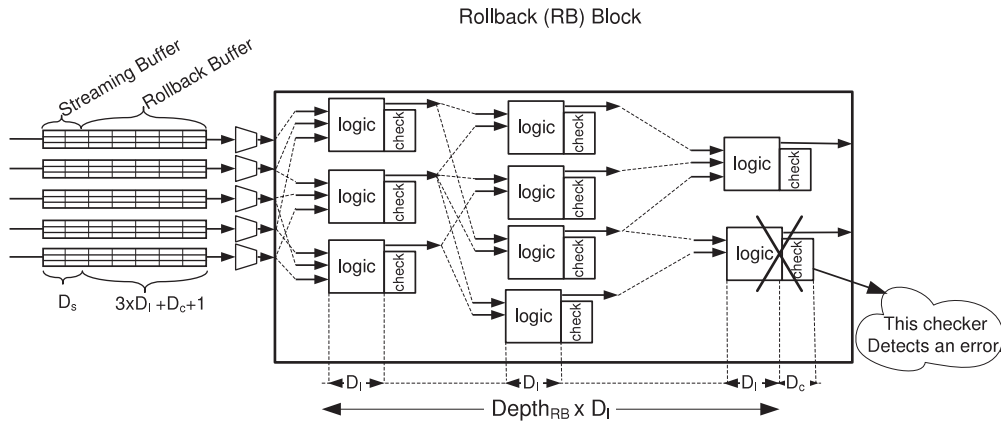 Rollback (RB) Block
Streaming Buffer
Rollback Buffer
logic
check
logic
check
logic
check
logic
check
logic
check
logic
check
logic
check
logic
check
logic
check
Ds
3xDl +Dc+1
This checker
Detects an error
Dl
Dl
Dl
Dc
DepthRB x Dl